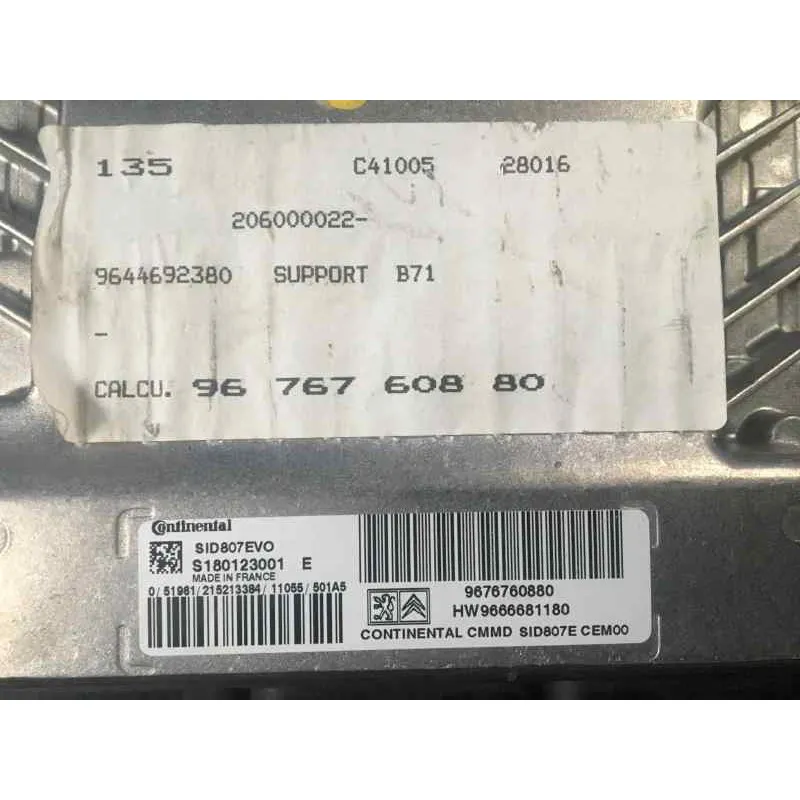 135 C41005 28016
206000022-
9644692380 SUPPORT B71
-
CALCU. 96 767 608 80
Continental
SID807EVO
S180123001 E
MADE IN FRANCE
0/51961/215213384/11055/501A5
9676760880
HW9666681180
CONTINENTAL CMMD SID807E CEM00